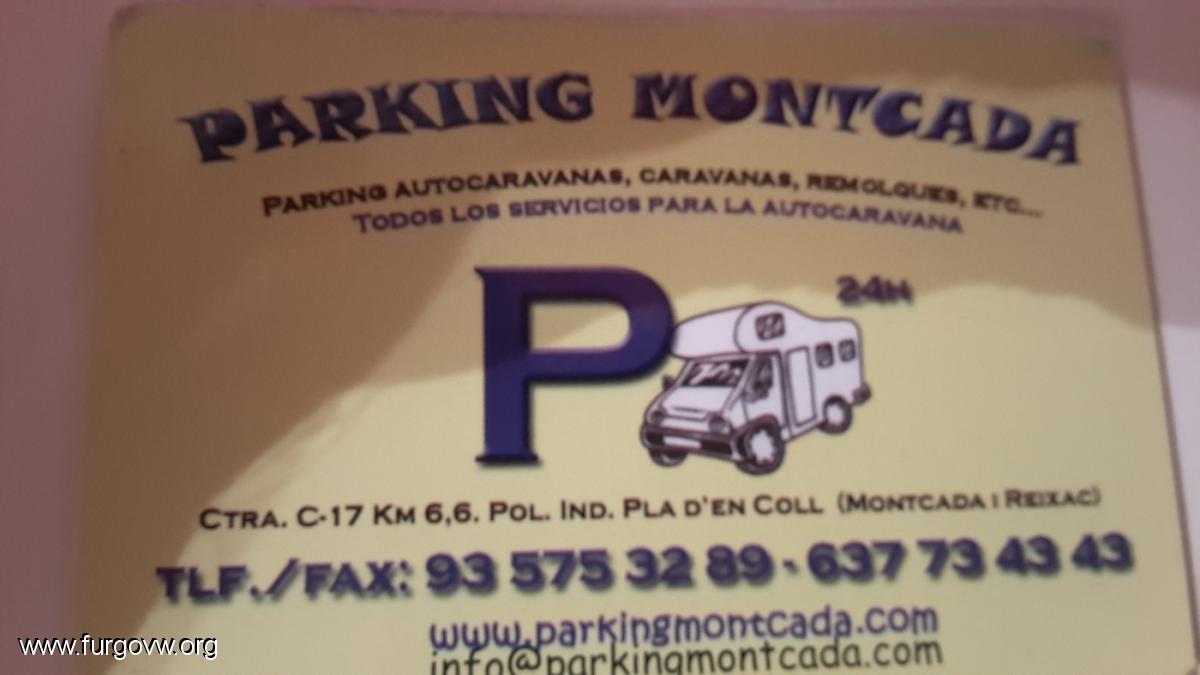 PARKING MONTCADA
PARKING AUTOCARAVANAS, CARAVANAS, REMOLQUES, ETC...
TODOS LOS SERVICIOS PARA LA AUTOCARAVANA
P
24H
CTRA. C-17 KM 6,6. POL. IND. PLA D'EN COLL (MONTCADA I REIXAC)
TLF./FAX: 93 575 32 89 - 637 73 43 43
www.parkingmontcada.com
info@parkingmontcada.com
www.furgovw.org